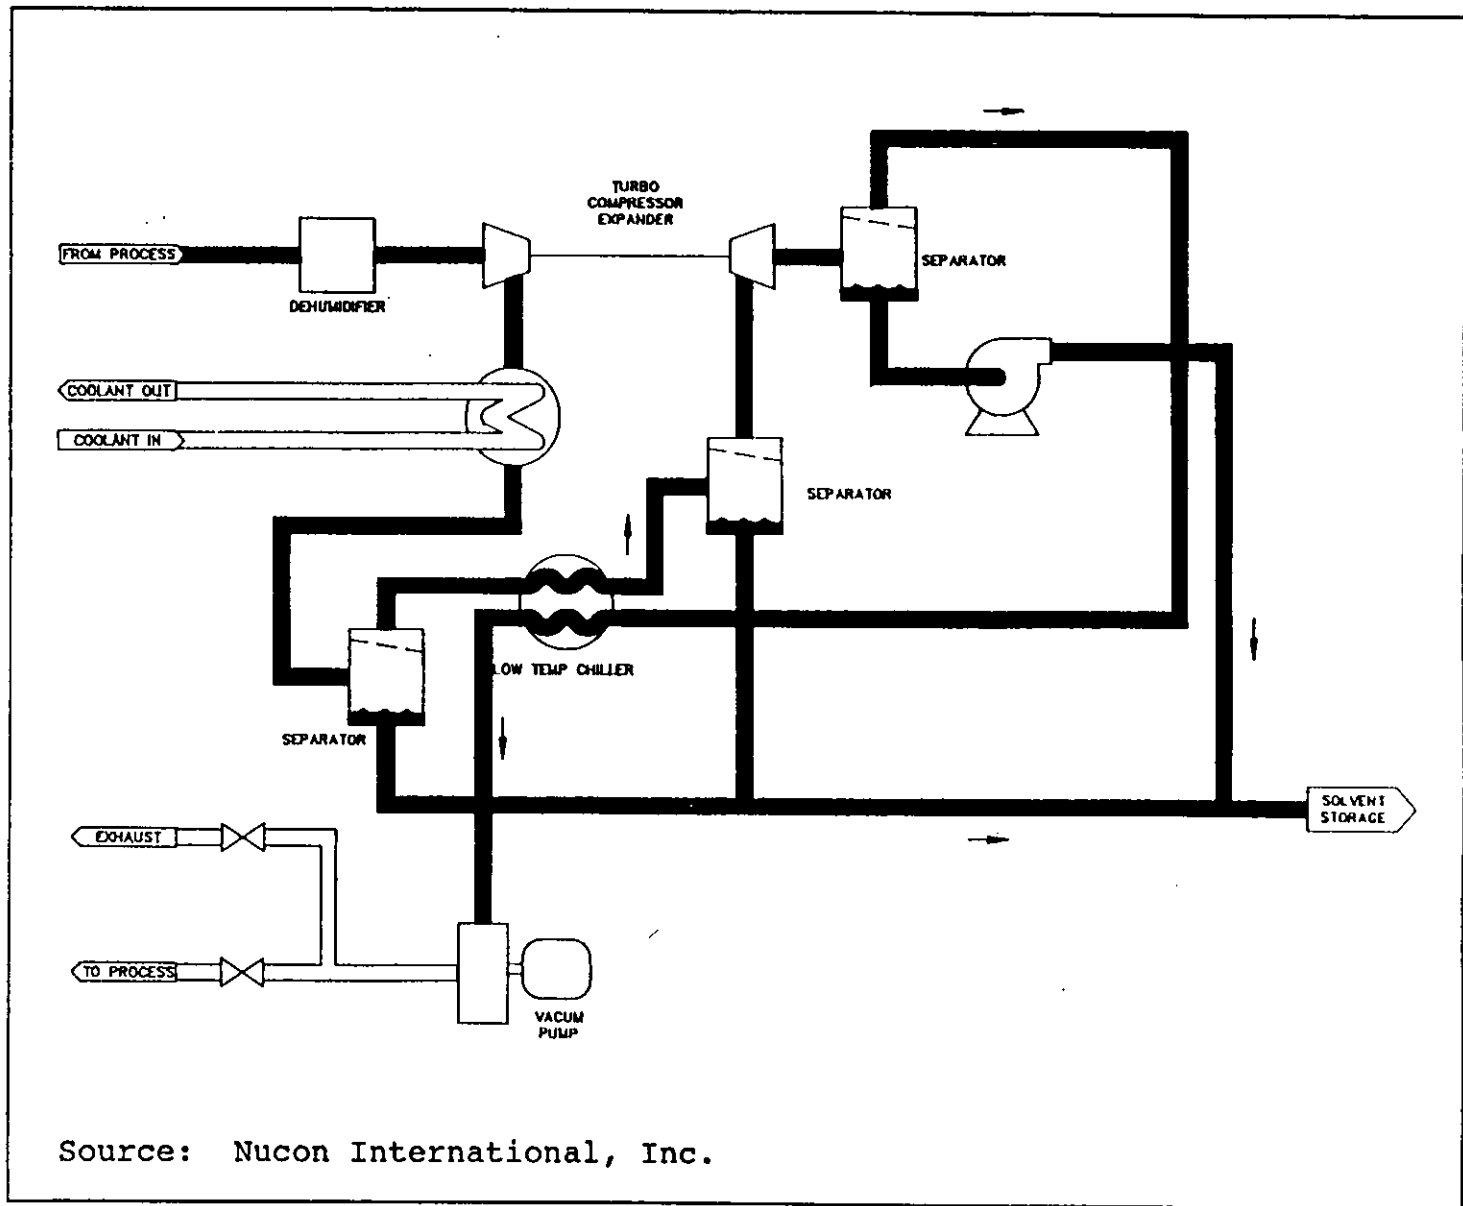 TURBO
COMPRESSOR
EXPANDER
FROM PROCESS
SEPARATOR
DEHUMIDIFIER
COOLANT OUT
COOLANT IN
SEPARATOR
LOW TEMP CHILLER
SEPARATOR
SOLVENT
STORAGE
EXHAUST
TO PROCESS
VACUM
PUMP
Source: Nucon International, Inc.